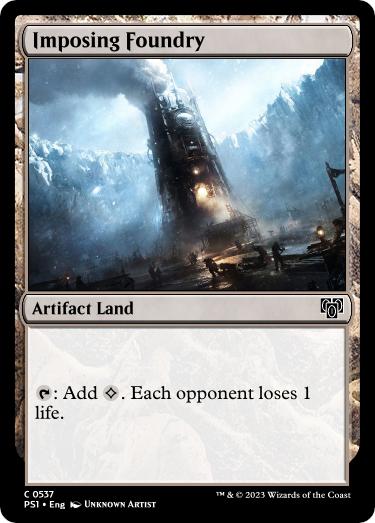 Imposing Foundry
Artifact Land
: Add . Each opponent loses 1
life.
C 0537
PS1 • Eng Unknown Artist
™ & © 2023 Wizards of the Coast